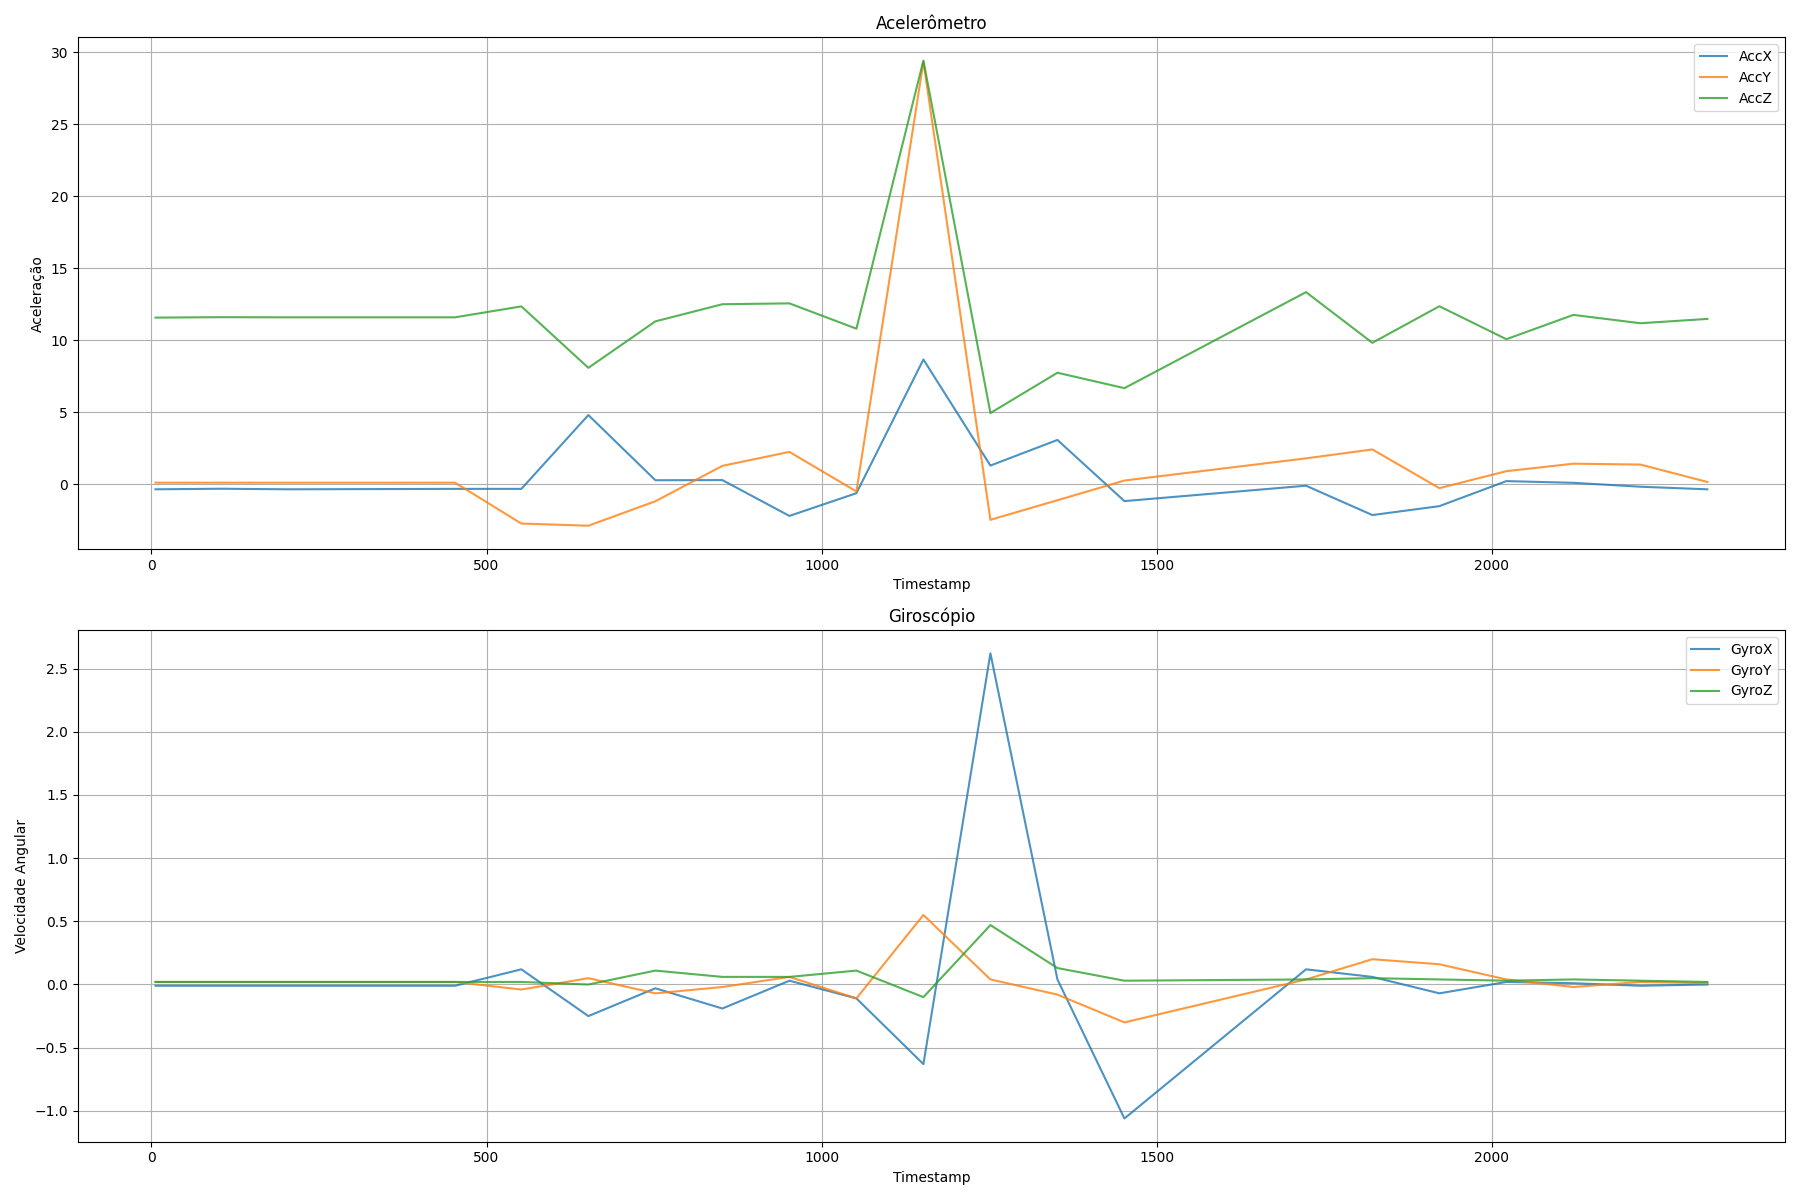 Acelerômetro
30
25
20
15
10
5
0
Aceleração
AccX
AccY
AccZ
0 500 1000 1500 2000
Timestamp
Giroscópio
2.5
2.0
1.5
1.0
0.5
0.0
−0.5
−1.0
Velocidade Angular
GyroX
GyroY
GyroZ
0 500 1000 1500 2000
Timestamp